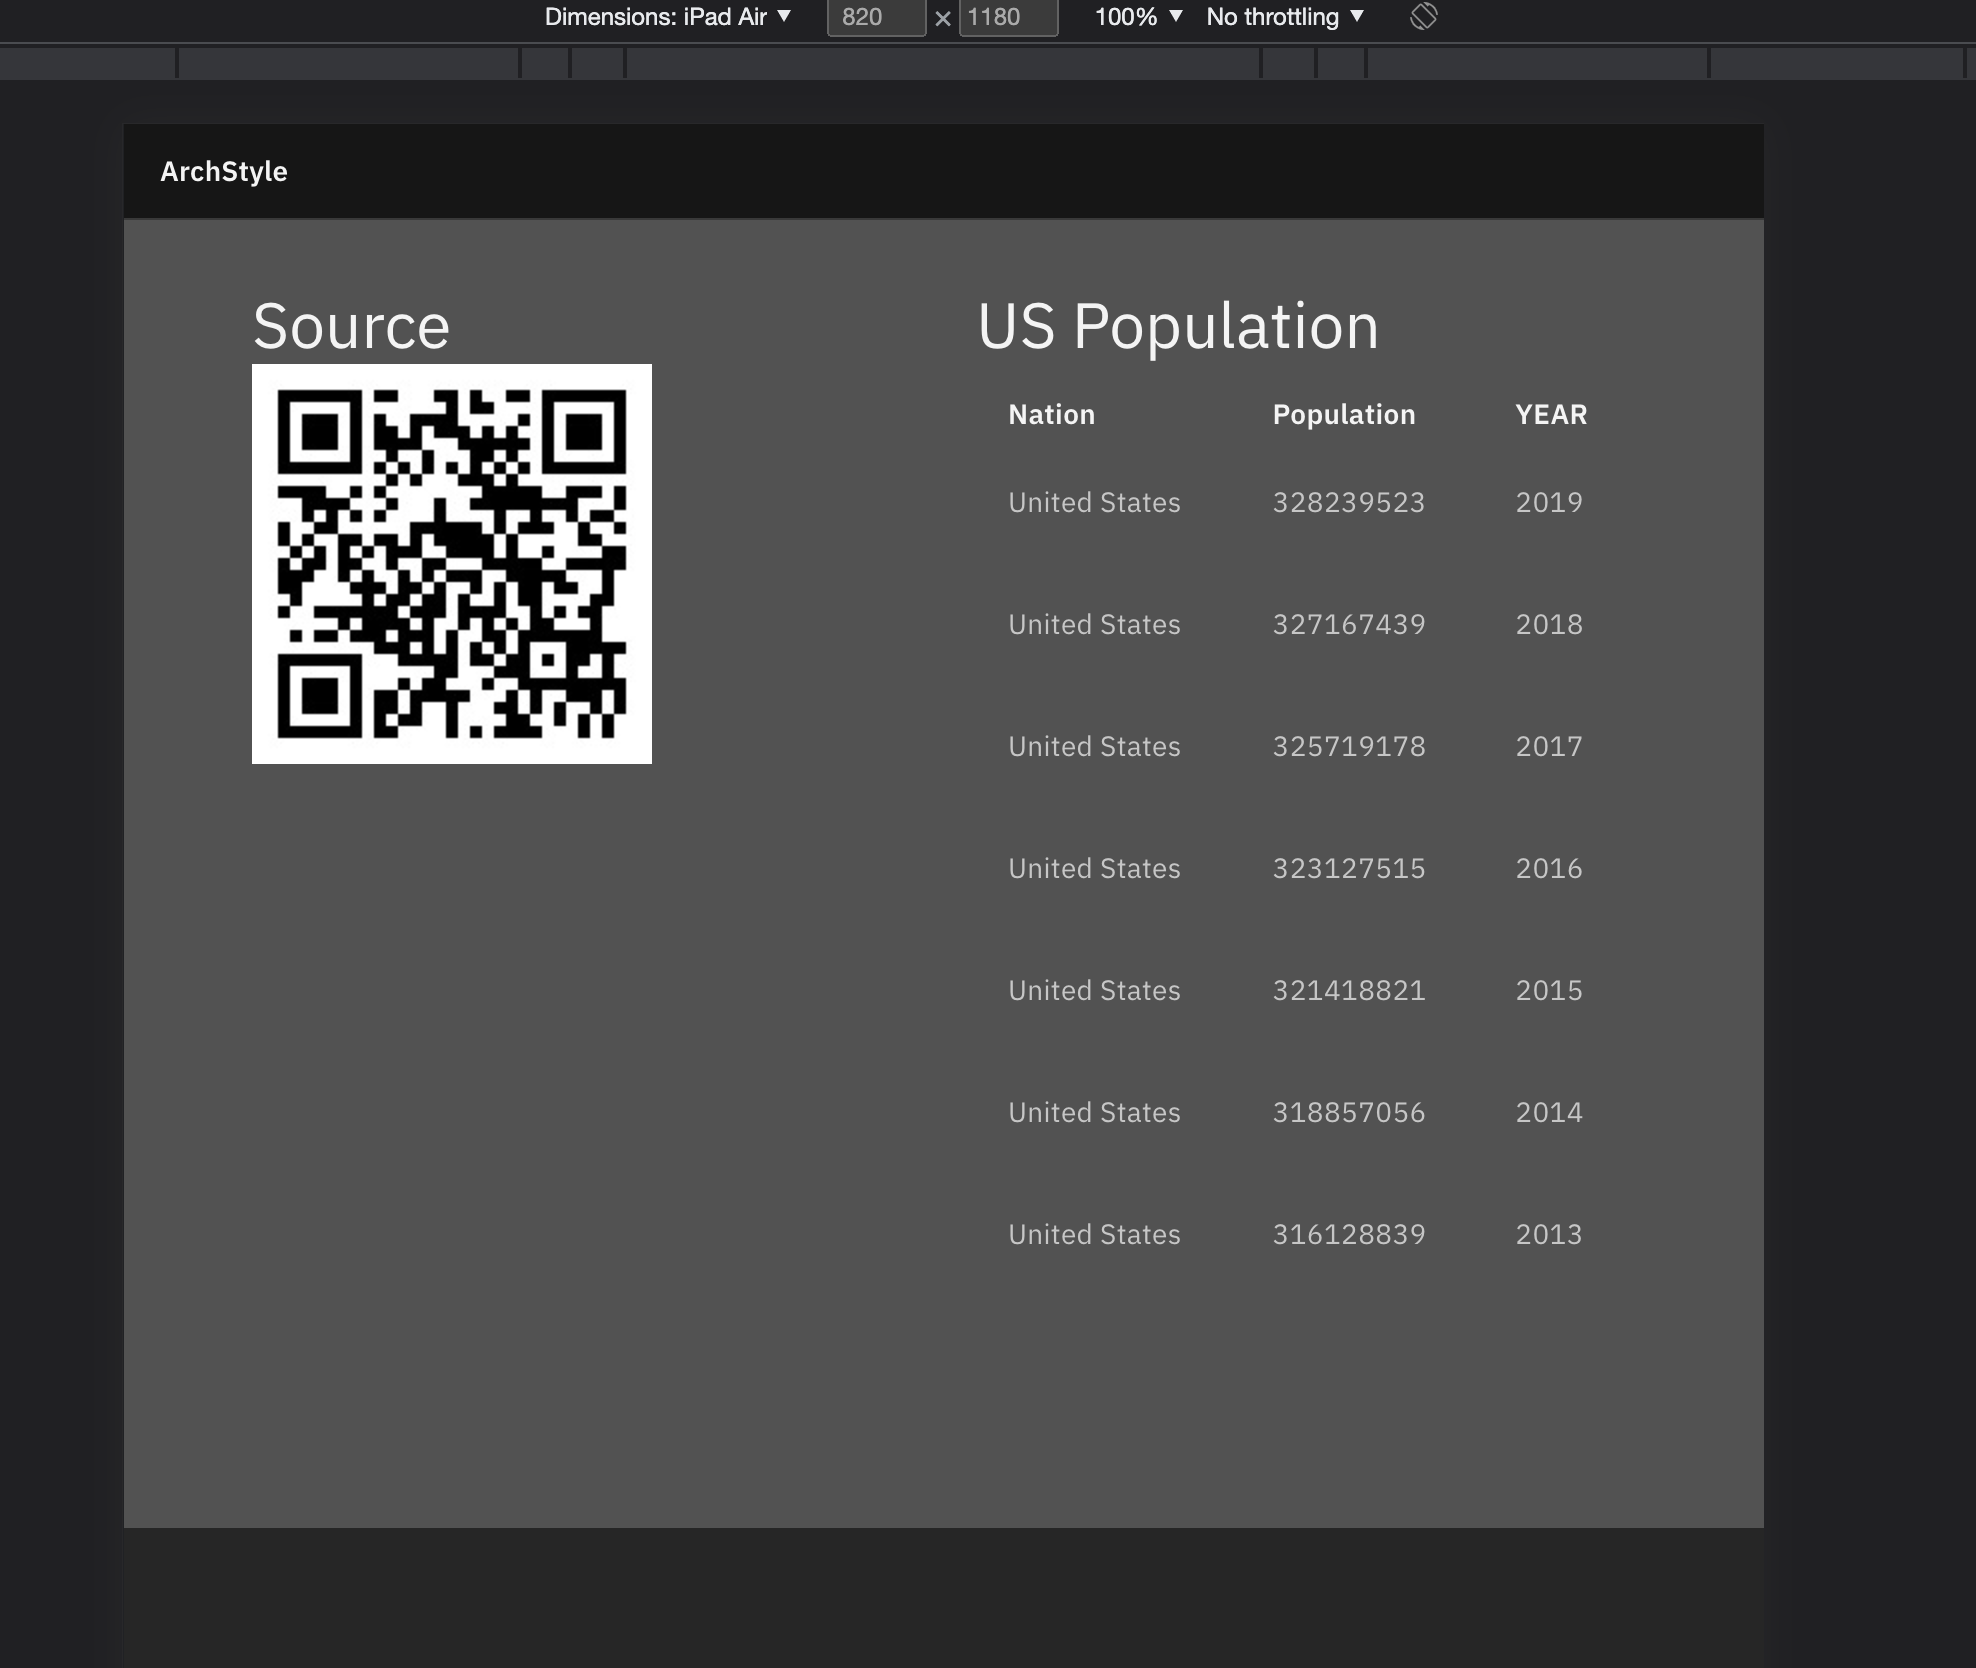 Dimensions: iPad Air ▼ 820 × 1180 100% ▼ No throttling ▼
ArchStyle
Source
US Population
Nation Population YEAR
United States 328239523 2019
United States 327167439 2018
United States 325719178 2017
United States 323127515 2016
United States 321418821 2015
United States 318857056 2014
United States 316128839 2013